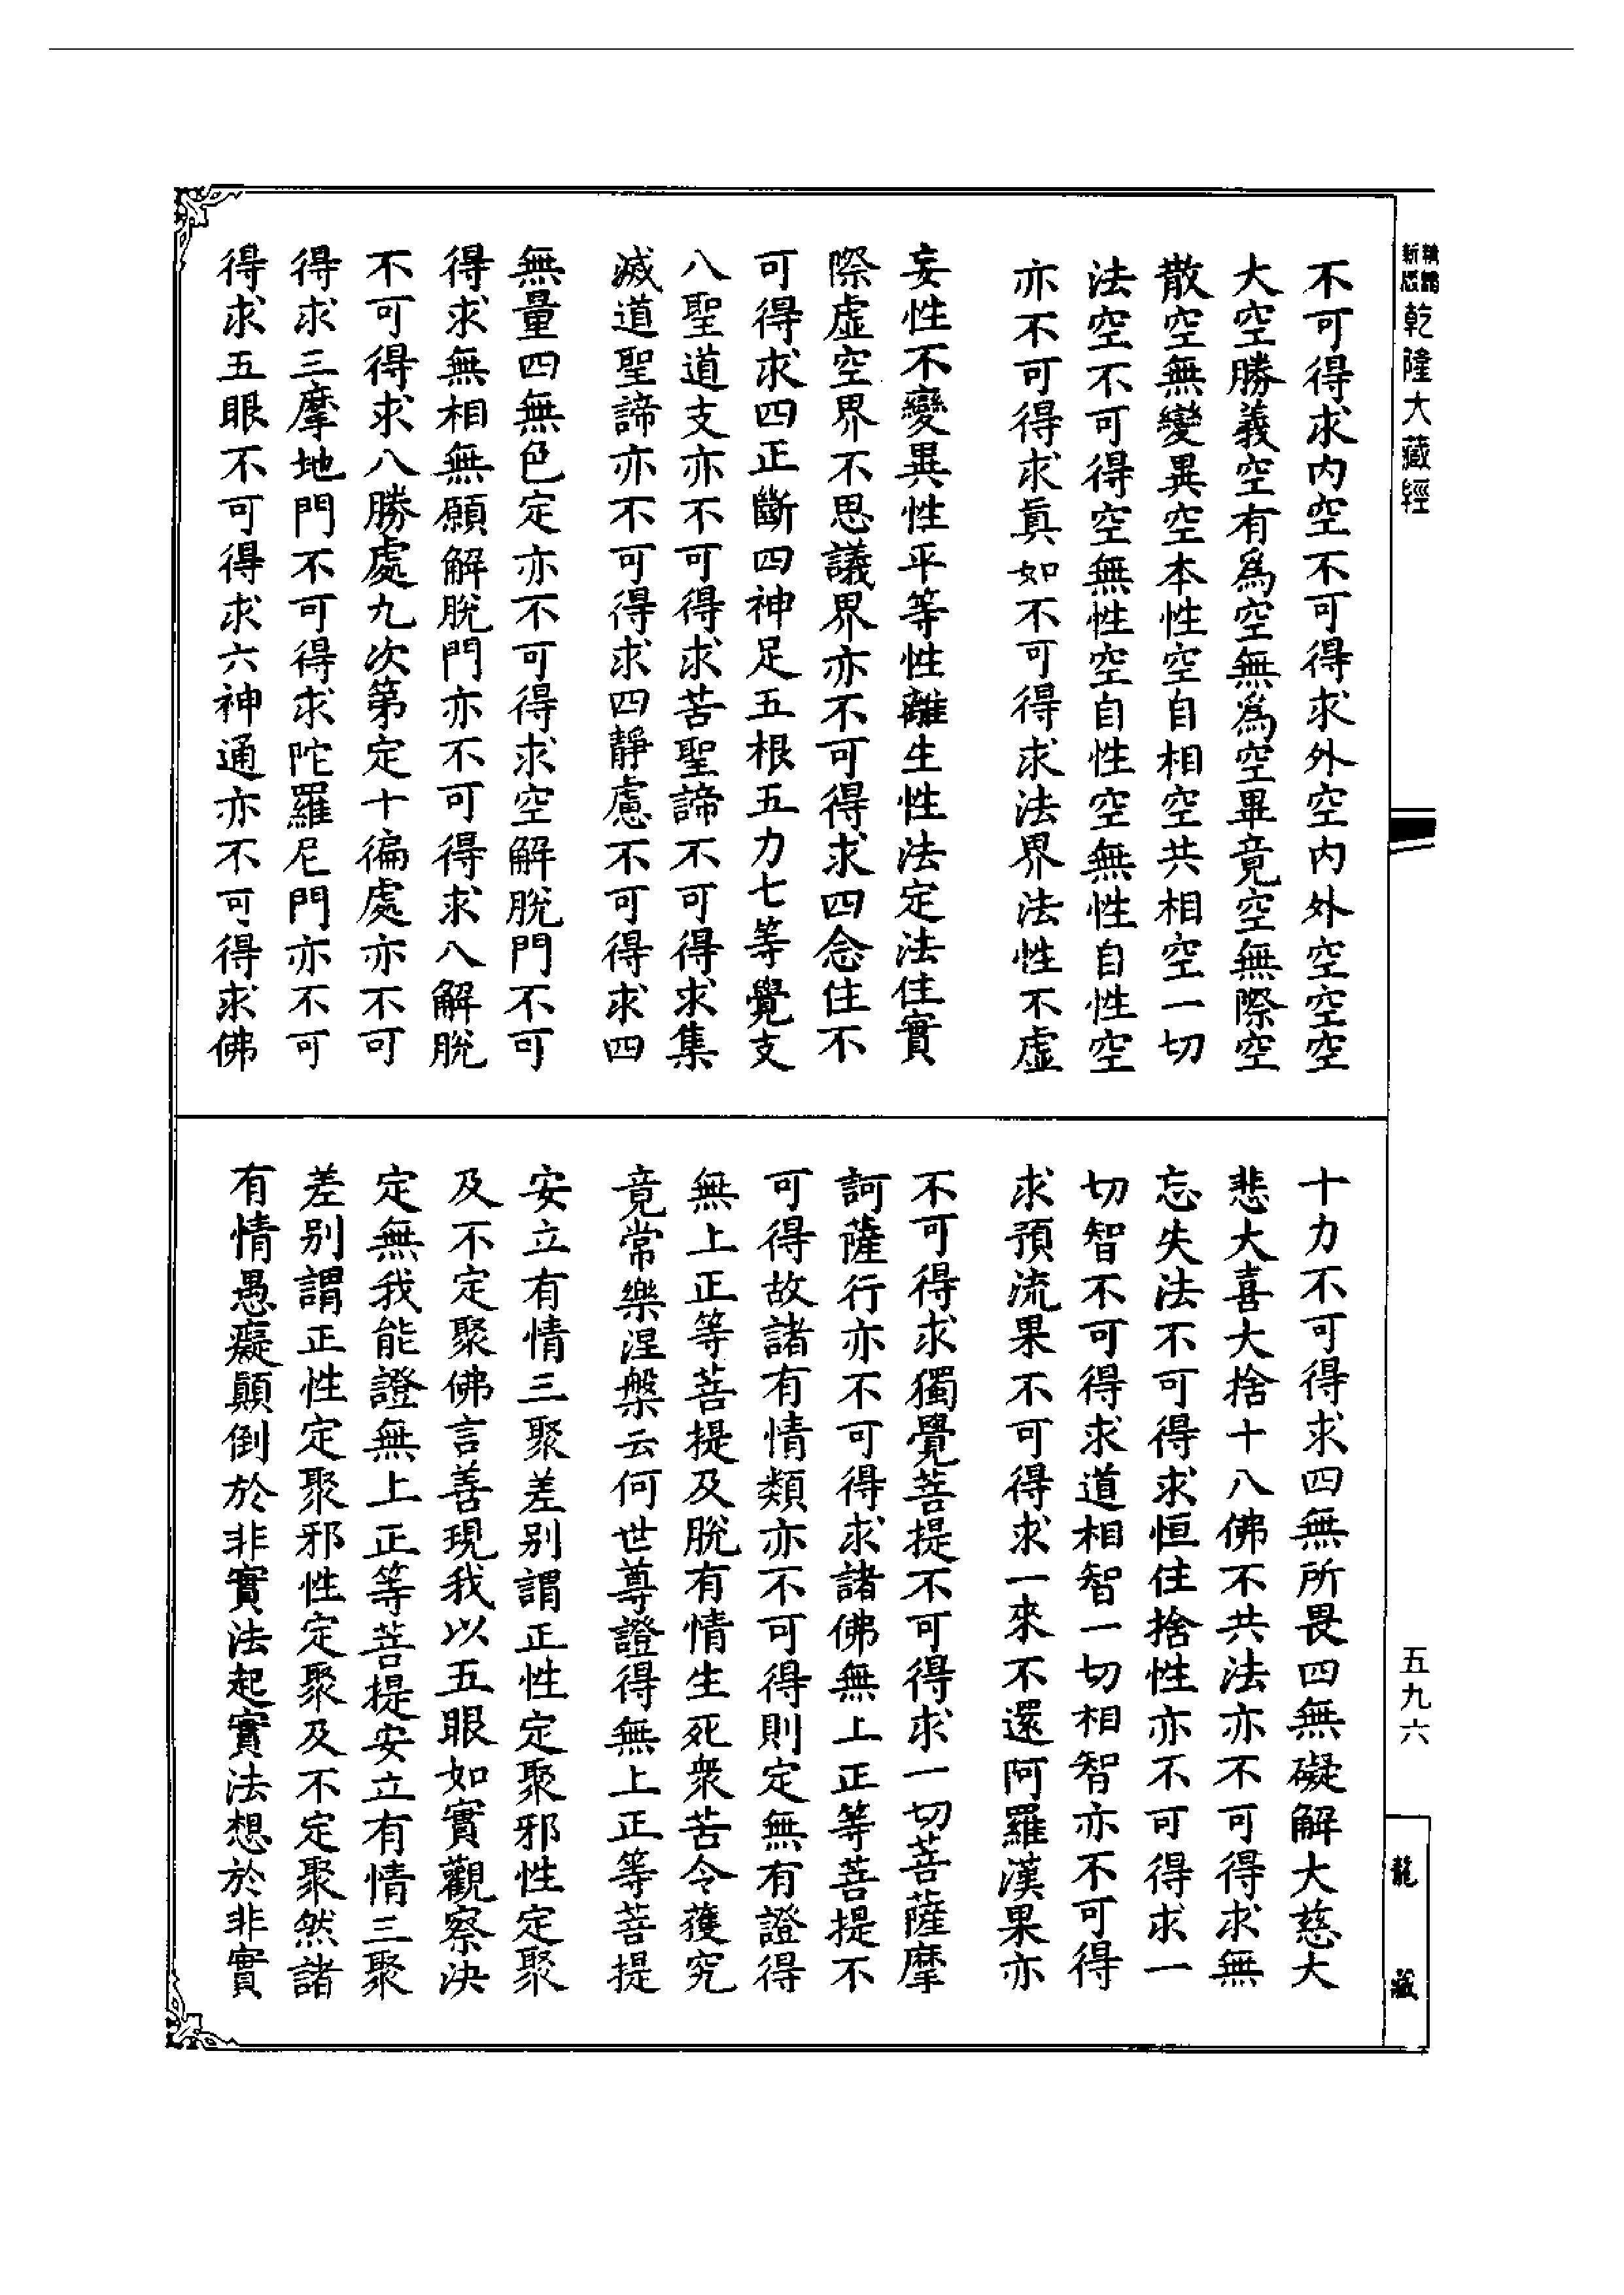 乾隆大藏經
不可得求内空不可得求外空内外空空空
大空勝義空有為空無為空畢竟空無際空
散空無變異空本性空自相空共相空一切
法空不可得空無性空自性空無性自性空
亦不可得求真如不可得求法界法性不虛
妄性不變異性平等性離生性法定法住實
際虛空界不思議界亦不可得求四念住不
可得求四正斷四神足五根五力七等覺支
八聖道支亦不可得求苦聖諦不可得求集
滅道聖諦亦不可得求四靜慮不可得求四
無量四無色定亦不可得求空解脫門不可
得求無相無願解脫門亦不可得求八解脫
不可得求八勝處九次第定十徧處亦不可
得求三摩地門不可得求陀羅尼門亦不可
得求五眼不可得求六神通亦不可得求佛
十力不可得求四無所畏四無礙解大慈大
悲大喜大捨十八佛不共法亦不可得求無
忘失法不可得求恒住捨性亦不可得求一
切智不可得求道相智一切相智亦不可得
求預流果不可得求一來不還阿羅漢果亦
不可得求獨覺菩提不可得求一切菩薩摩
訶薩行亦不可得求諸佛無上正等菩提不
可得故諸有情類亦不可得則定無有證得
無上正等菩提及脫有情生死衆苦令獲究
竟常樂涅槃云何世尊證得無上正等菩提
安立有情三聚差别謂正性定聚邪性定聚
及不定聚佛言善現我以五眼如實觀察決
定無我能證無上正等菩提安立有情三聚
差别謂正性定聚邪性定聚及不定聚然諸
有情愚癡顛倒於非實法起實法想於非實
五九六
龍藏